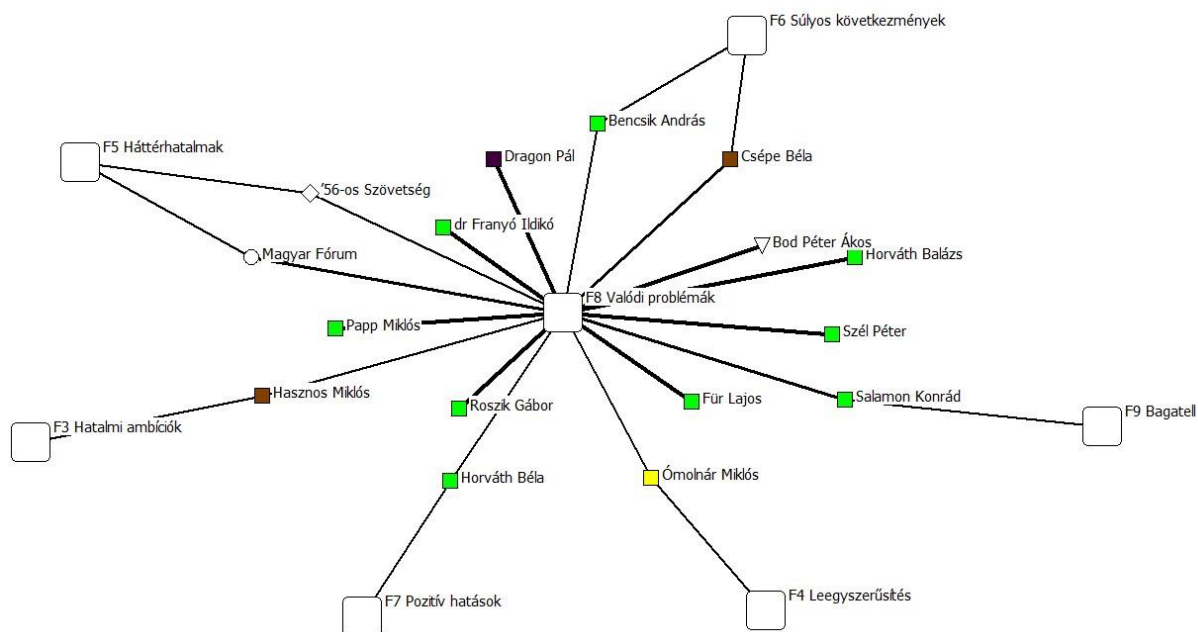 F6 Súlyos következmények
Bencsik András
F5 Háttérhatalmak
Dragon Pál
Csépe Béla
'56-os Szövetség
dr Franyó Ildikó
Bod Péter Ákos
Magyar Fórum
Horváth Balázs
F8 Valódi problémák
Papp Miklós
Szél Péter
Hasznos Miklós
Roszik Gábor
Für Lajos
Salamon Konrád
F9 Bagatell
F3 Hatalmi ambíciók
Horváth Béla
Ómolnár Miklós
F7 Pozitív hatások
F4 Leegyszerűsítés